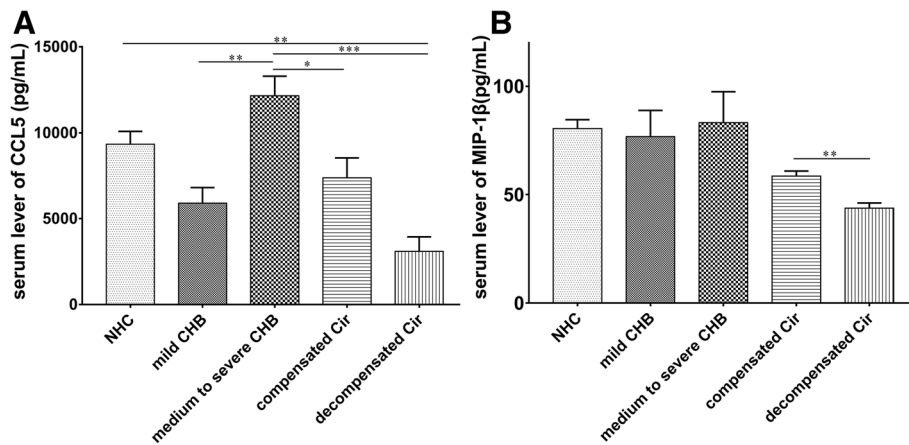 A
serum level of CCL5 (pg/mL)
15000
10000
5000
0
**
**
***
*
NHC
mild CHB
medium to severe CHB
compensated Cir
decompensated Cir
B
serum level of MIP-1β(pg/mL)
100
50
0
**
NHC
mild CHB
medium to severe CHB
compensated Cir
decompensated Cir